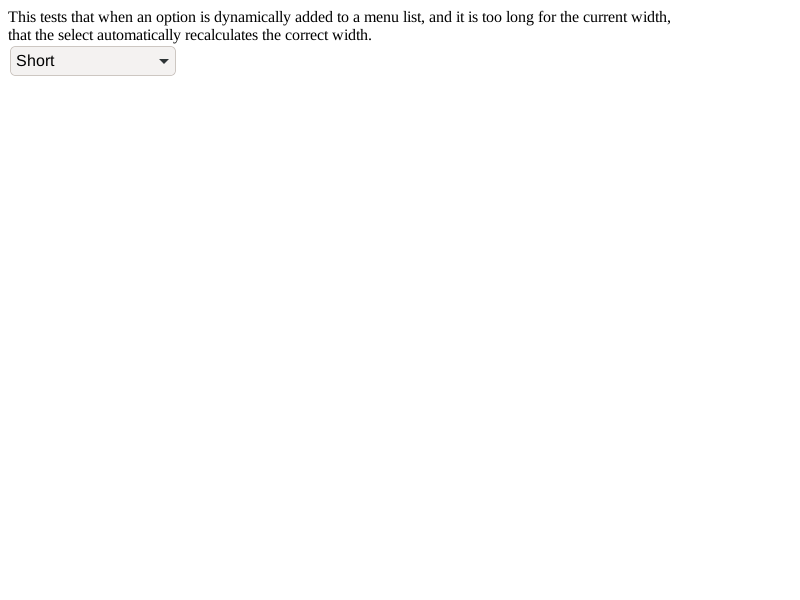 This tests that when an option is dynamically added to a menu list, and it is too long for the current width,
that the select automatically recalculates the correct width.
Short